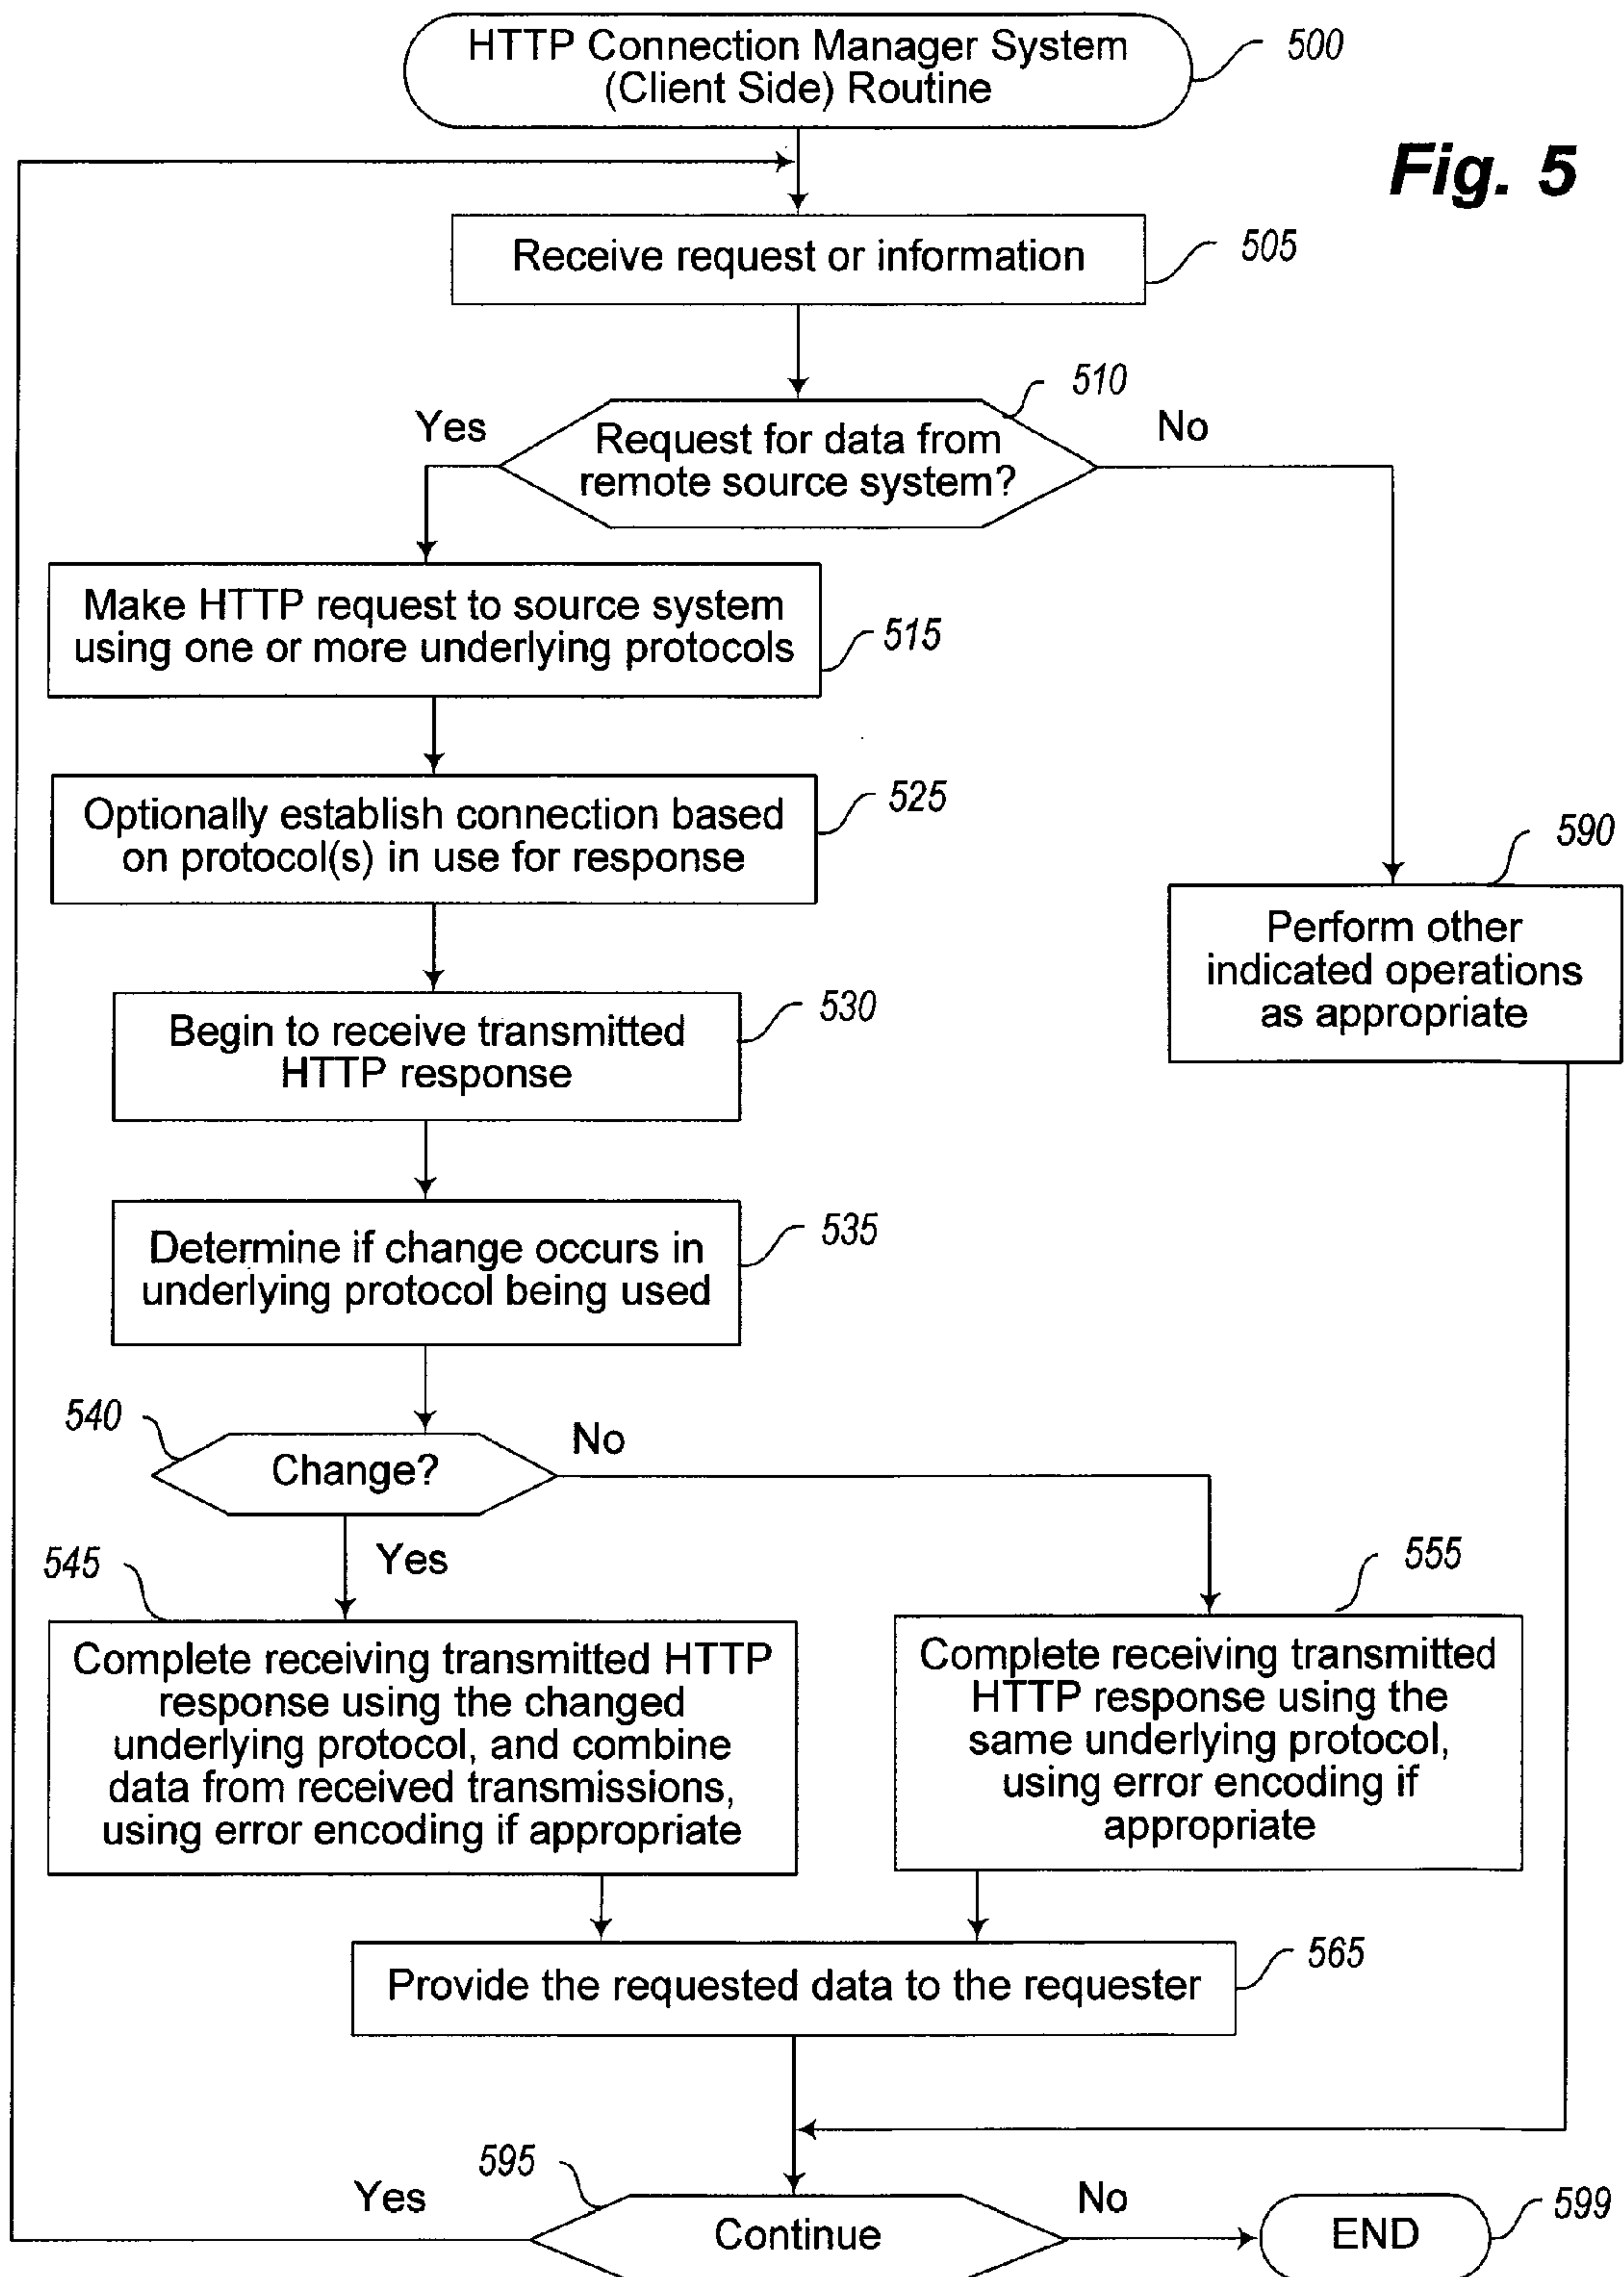 HTTP Connection Manager System
(Client Side) Routine
500
Fig. 5
Receive request or information
505
510
Yes
Request for data from
remote source system?
No
Make HTTP request to source system
using one or more underlying protocols
515
Optionally establish connection based
on protocol(s) in use for response
525
590
Perform other
indicated operations
as appropriate
Begin to receive transmitted
HTTP response
530
Determine if change occurs in
underlying protocol being used
535
540
Change?
No
Yes
545
Complete receiving transmitted HTTP
response using the changed
underlying protocol, and combine
data from received transmissions,
using error encoding if appropriate
555
Complete receiving transmitted
HTTP response using the
same underlying protocol,
using error encoding if
appropriate
Provide the requested data to the requester
565
595
Yes
Continue
No
END
599